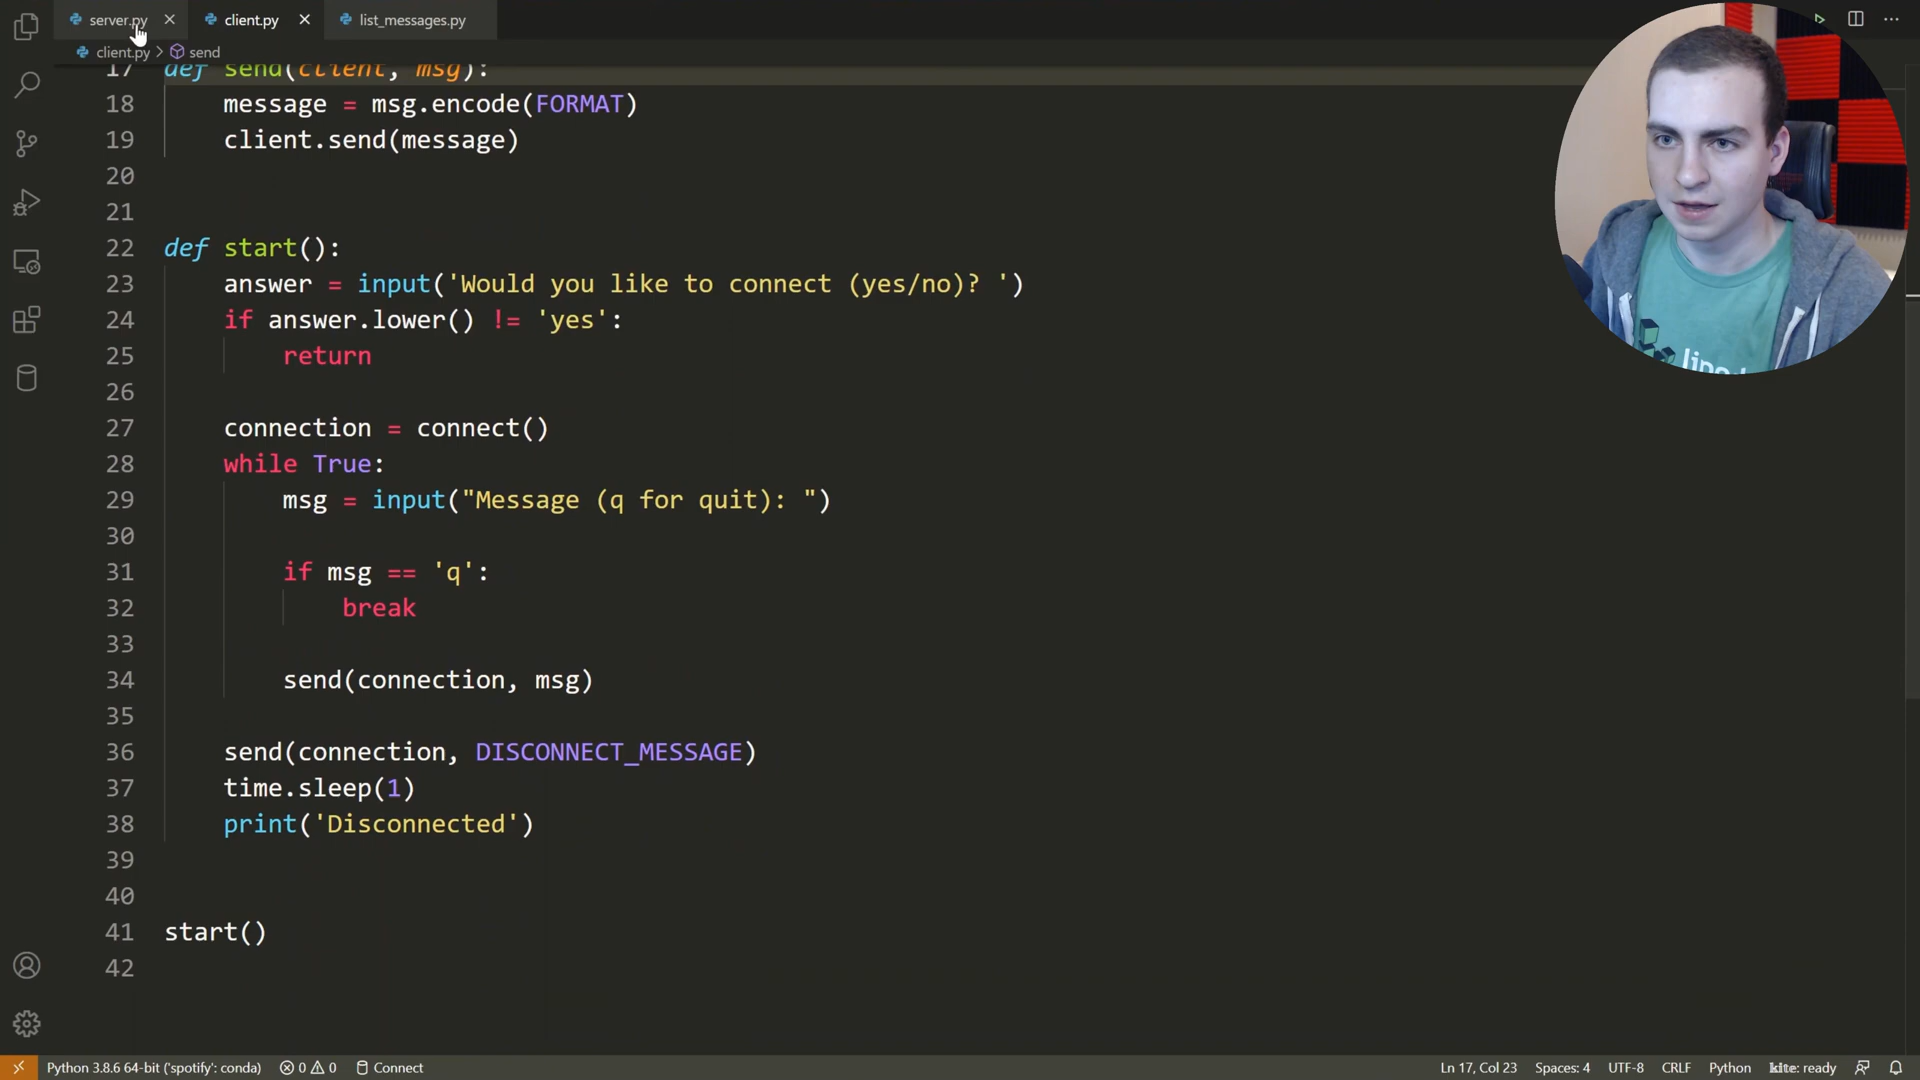 server.py
client.py
list_messages.py
client.py > send
17 def send(client, msg):
18 message = msg.encode(FORMAT)
19 client.send(message)
20
21
22 def start():
23 answer = input('Would you like to connect (yes/no)? ')
24 if answer.lower() != 'yes':
25 return
26
27 connection = connect()
28 while True:
29 msg = input("Message (q for quit): ")
30
31 if msg == 'q':
32 break
33
34 send(connection, msg)
35
36 send(connection, DISCONNECT_MESSAGE)
37 time.sleep(1)
38 print('Disconnected')
39
40
41 start()
42
Python 3.8.6 64-bit ('spotify': conda) 0 0 Connect Ln 17, Col 23 Spaces: 4 UTF-8 CRLF Python kite: ready